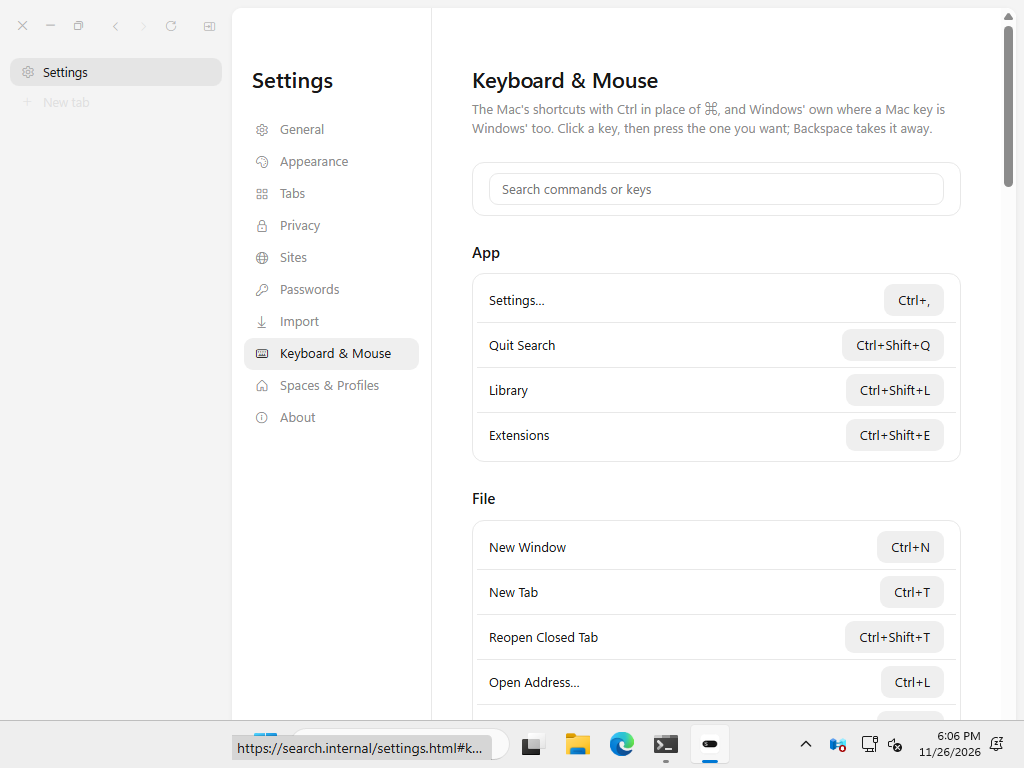 Settings
+ New tab
Settings
General
Appearance
Tabs
Privacy
Sites
Passwords
Import
Keyboard & Mouse
Spaces & Profiles
About
Keyboard & Mouse
The Mac's shortcuts with Ctrl in place of ⌘, and Windows' own where a Mac key is
Windows' too. Click a key, then press the one you want; Backspace takes it away.
Search commands or keys
App
Settings... Ctrl+,
Quit Search Ctrl+Shift+Q
Library Ctrl+Shift+L
Extensions Ctrl+Shift+E
File
New Window Ctrl+N
New Tab Ctrl+T
Reopen Closed Tab Ctrl+Shift+T
Open Address... Ctrl+L
https://search.internal/settings.html#k...
6:06 PM
11/26/2026